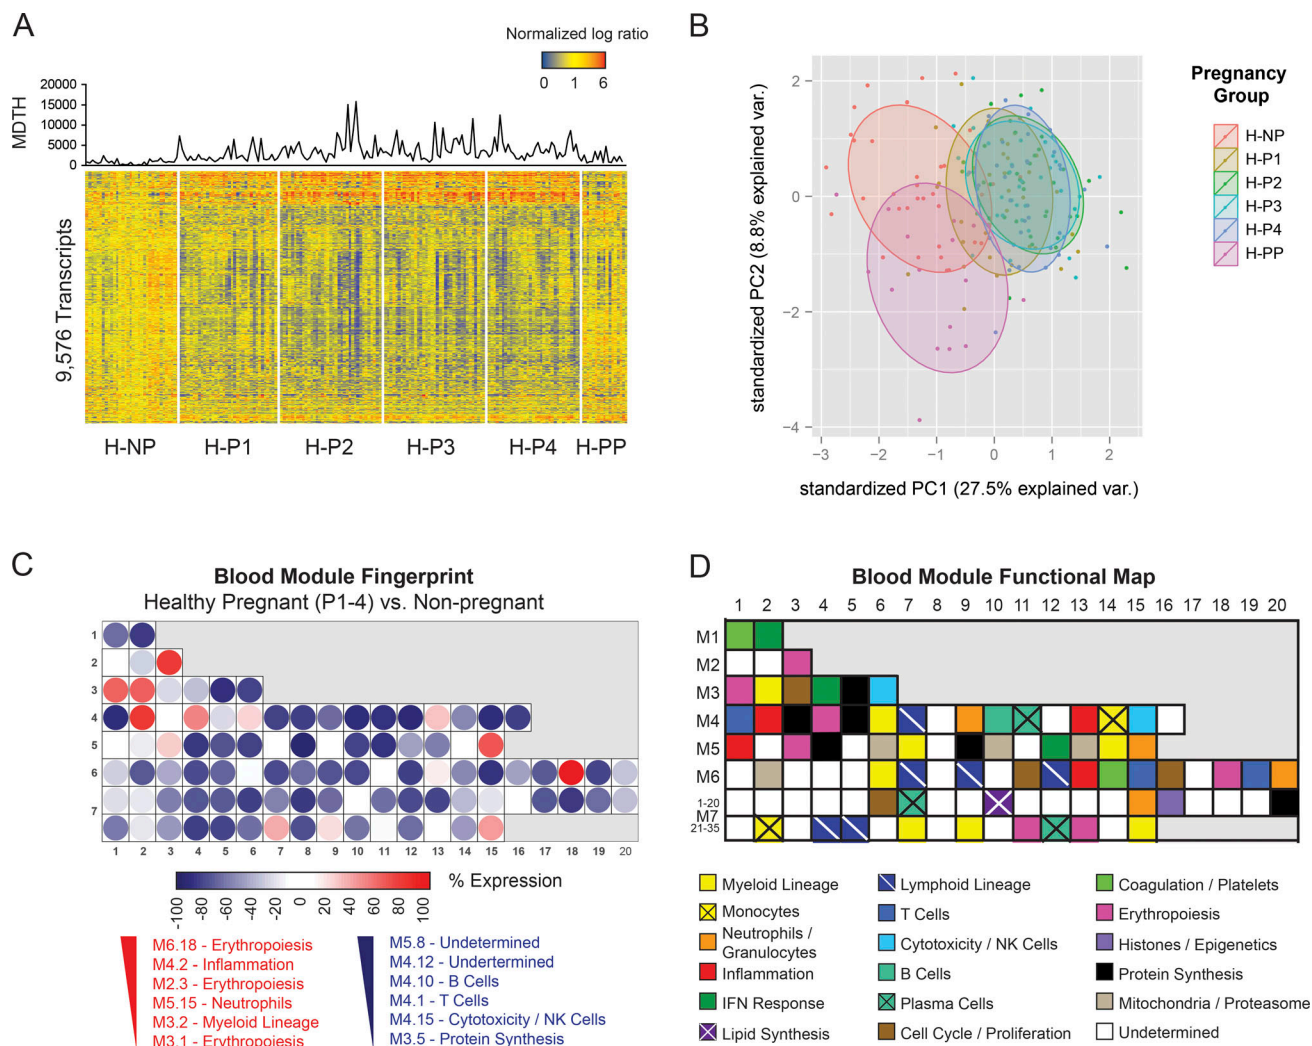 A
Normalized log ratio
0 1 6
MDTH
20000
15000
10000
5000
0
9,576 Transcripts
H-NP H-P1 H-P2 H-P3 H-P4 H-PP
B
standardized PC2 (8.8% explained var.)
2
0
−2
−4
−3 −2 −1 0 1 2
standardized PC1 (27.5% explained var.)
Pregnancy
Group
H-NP
H-P1
H-P2
H-P3
H-P4
H-PP
C
Blood Module Fingerprint
Healthy Pregnant (P1-4) vs. Non-pregnant
1
2
3
4
5
6
7
1 2 3 4 5 6 7 8 9 10 11 12 13 14 15 16 17 18 19 20
% Expression
-100 -80 -60 -40 -20 0 20 40 60 80 100
M6.18 - Erythropoiesis
M4.2 - Inflammation
M2.3 - Erythropoiesis
M5.15 - Neutrophils
M3.2 - Myeloid Lineage
M3.1 - Erythropoiesis
M5.8 - Undetermined
M4.12 - Undertermined
M4.10 - B Cells
M4.1 - T Cells
M4.15 - Cytotoxicity / NK Cells
M3.5 - Protein Synthesis
D
Blood Module Functional Map
1 2 3 4 5 6 7 8 9 10 11 12 13 14 15 16 17 18 19 20
M1
M2
M3
M4
M5
M6
1-20
M7
21-35
Myeloid Lineage
Monocytes
Neutrophils /
Granulocytes
Inflammation
IFN Response
Lipid Synthesis
Lymphoid Lineage
T Cells
Cytotoxicity / NK Cells
B Cells
Plasma Cells
Cell Cycle / Proliferation
Coagulation / Platelets
Erythropoiesis
Histones / Epigenetics
Protein Synthesis
Mitochondria / Proteasome
Undetermined